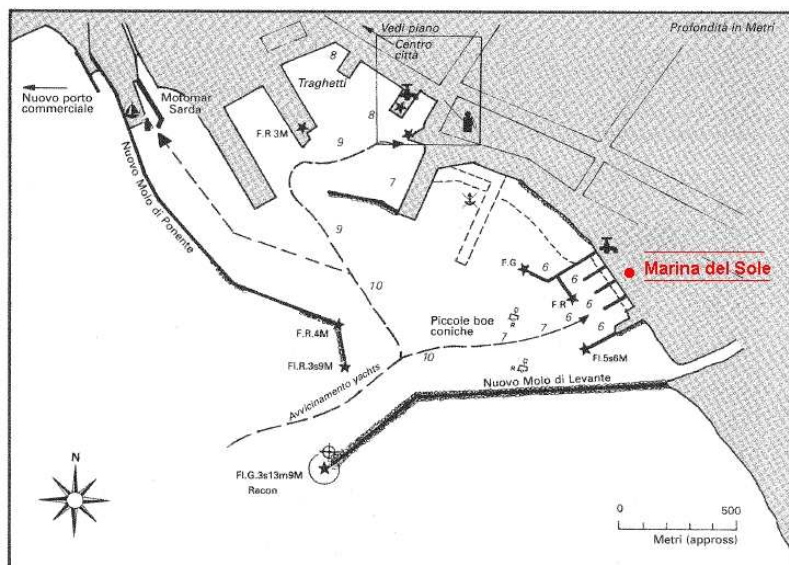 Vedi piano
Centro
città
Profondità in Metri
Nuovo porto
commerciale
Motomar
Sarda
Traghetti
8
8
F.R 3M
9
7
Nuovo Molo di Ponente
9
10
F.G
6
6
6
6
6
F.R
Marina del Sole
F.R.4M
Fl.R.3s9M
Piccole boe
coniche
R
R
7
7
10
Fl.5s6M
Avvicinamento yachts
Nuovo Molo di Levante
N
Fl.G.3s13m9M
Racon
0
500
Metri (appross)